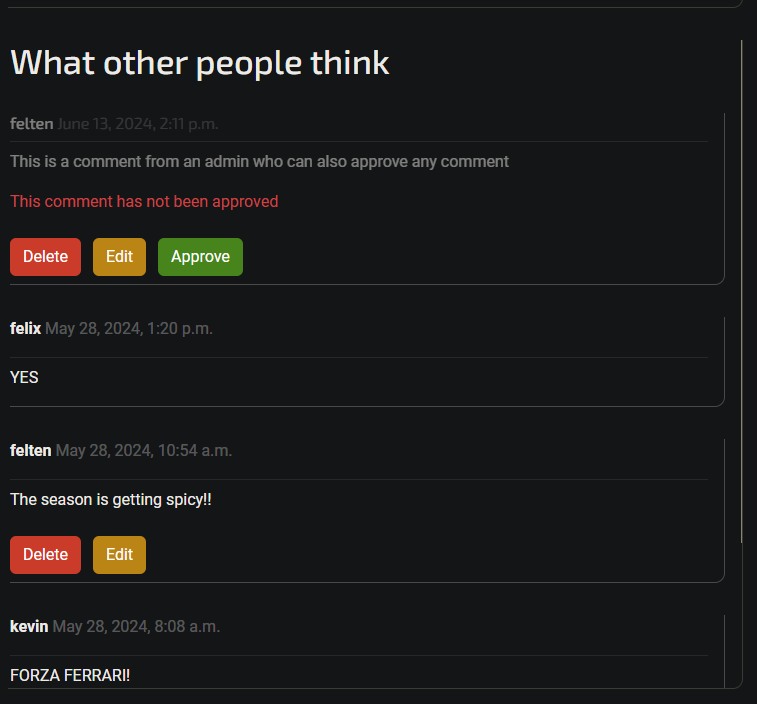 What other people think
felten June 13, 2024, 2:11 p.m.
This is a comment from an admin who can also approve any comment
This comment has not been approved
Delete Edit Approve
felix May 28, 2024, 1:20 p.m.
YES
felten May 28, 2024, 10:54 a.m.
The season is getting spicy!!
Delete Edit
kevin May 28, 2024, 8:08 a.m.
FORZA FERRARI!